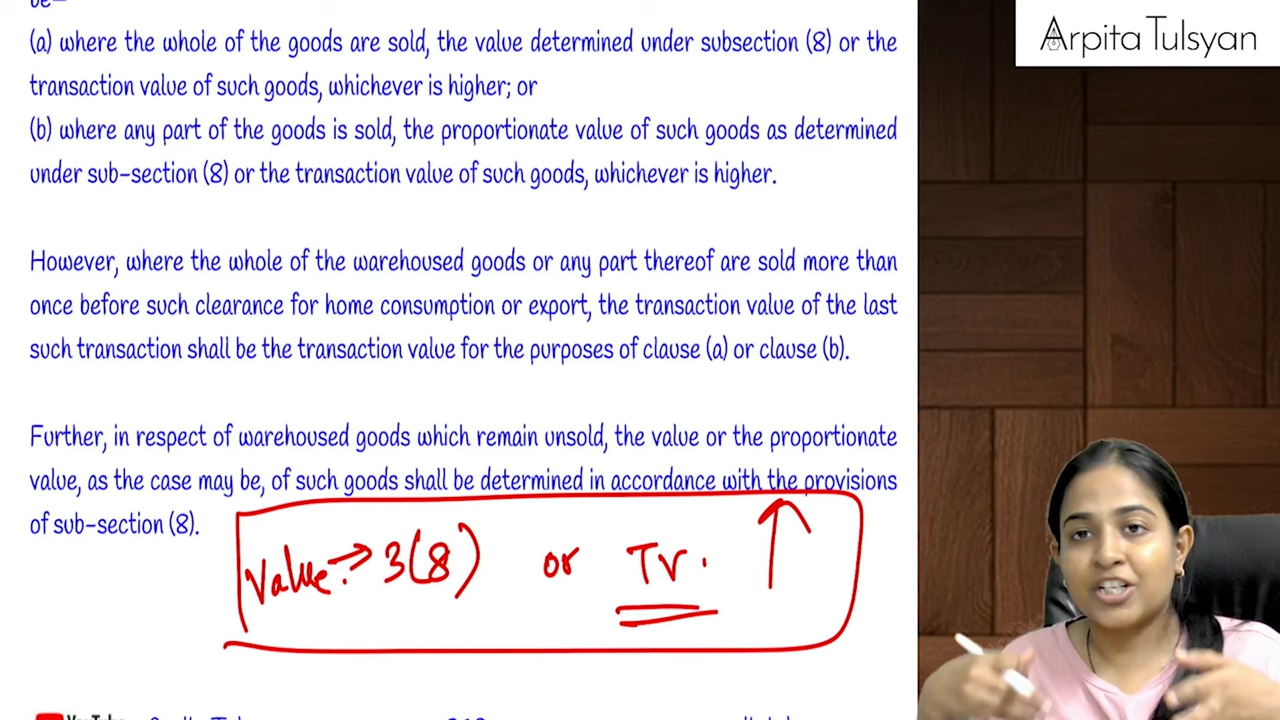 Arpita Tulsyan
(a) where the whole of the goods are sold, the value determined under subsection (8) or the
transaction value of such goods, whichever is higher; or
(b) where any part of the goods is sold, the proportionate value of such goods as determined
under sub-section (8) or the transaction value of such goods, whichever is higher.
However, where the whole of the warehoused goods or any part thereof are sold more than
once before such clearance for home consumption or export, the transaction value of the last
such transaction shall be the transaction value for the purposes of clause (a) or clause (b).
Further, in respect of warehoused goods which remain unsold, the value or the proportionate
value, as the case may be, of such goods shall be determined in accordance with the provisions
of sub-section (8).
Value → 3(8) or Tv. ↑